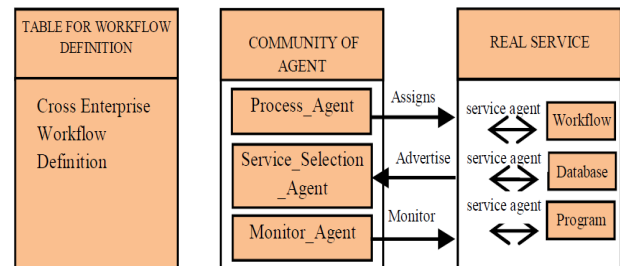 TABLE FOR WORKFLOW
DEFINITION
Cross Enterprise
Workflow
Definition
COMMUNITY OF
AGENT
Process_Agent
Service_Selection
_Agent
Monitor_Agent
Assigns
Advertise
Monitor
REAL SERVICE
service agent
Workflow
service agent
Database
service agent
Program